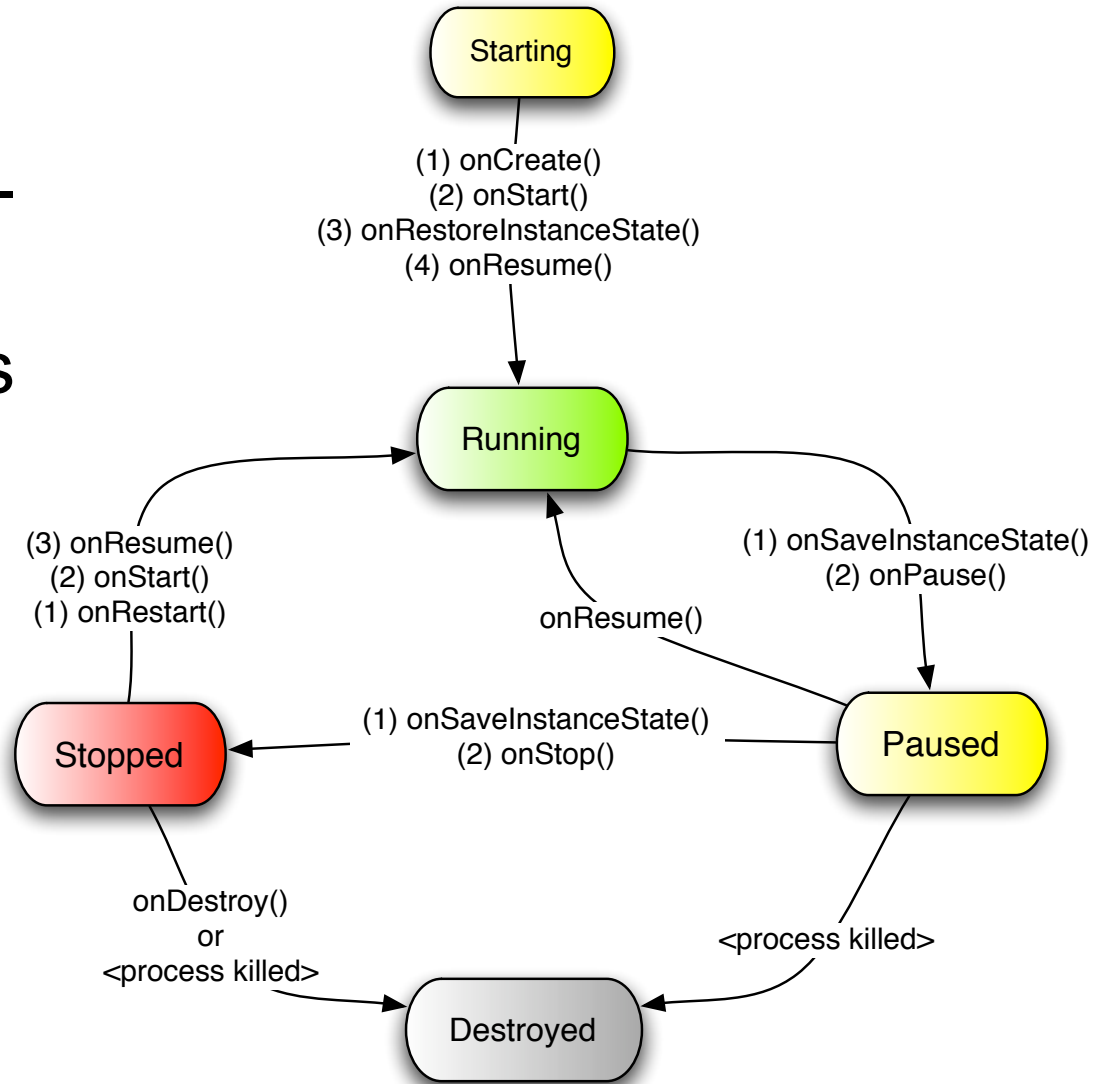 Starting
(1) onCreate()
(2) onStart()
(3) onRestoreInstanceState()
(4) onResume()
s
Running
(3) onResume()
(2) onStart()
(1) onRestart()
(1) onSaveInstanceState()
(2) onPause()
onResume()
Stopped
(1) onSaveInstanceState()
(2) onStop()
Paused
onDestroy()
or
<process killed>
<process killed>
Destroyed